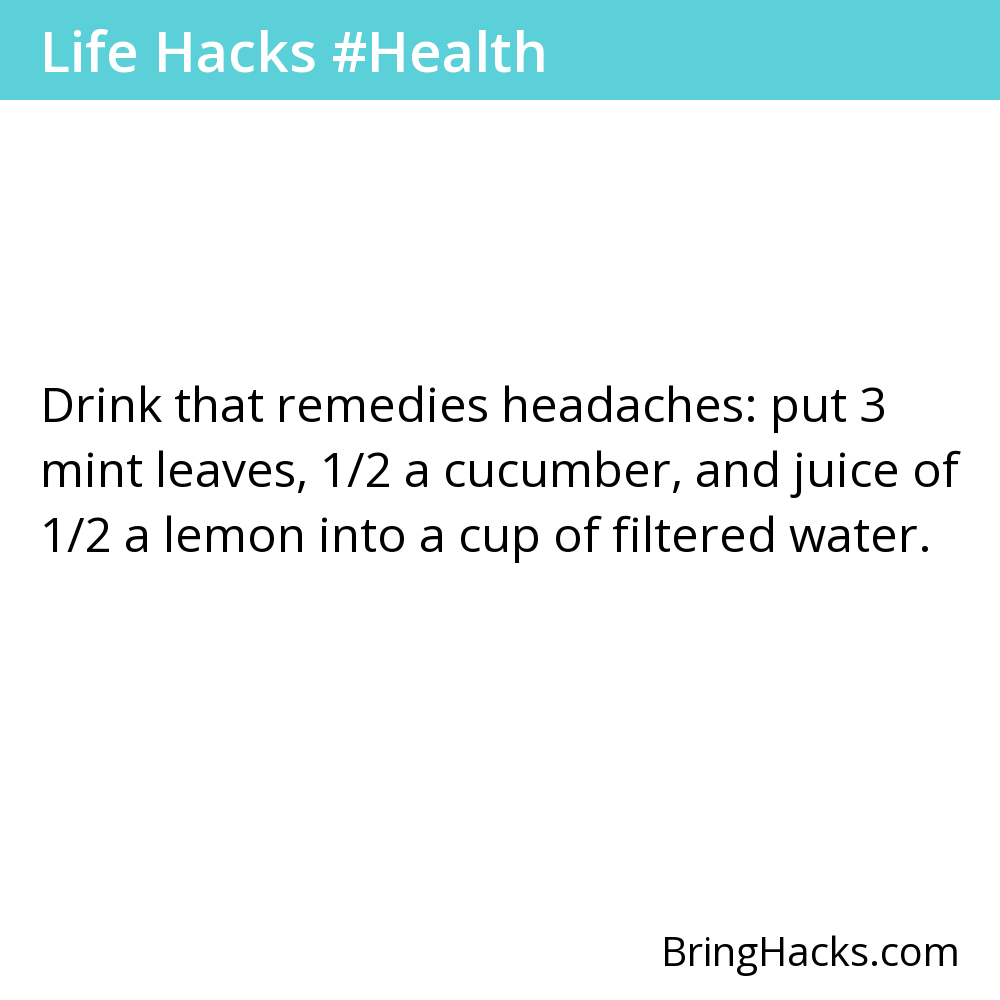 Life Hacks #Health
Drink that remedies headaches: put 3
mint leaves, 1/2 a cucumber, and juice of
1/2 a lemon into a cup of filtered water.
BringHacks.com